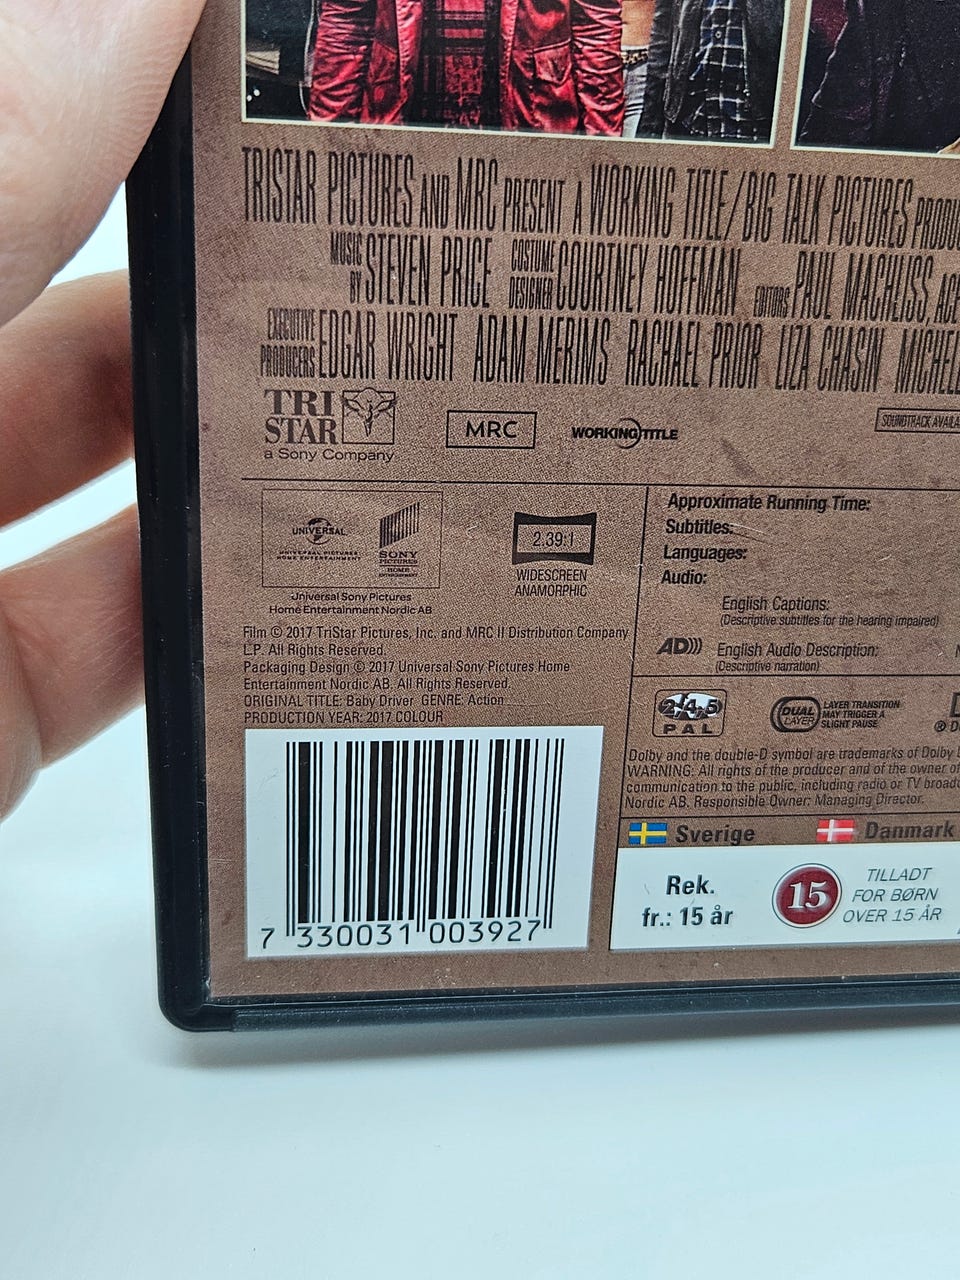 TRISTAR PICTURES AND MRC PRESENT A WORKING TITLE/BIG TALK PICTURES
MUSIC BY STEVEN PRICE COSTUME DESIGNER COURTNEY HOFFMAN EDITORS PAUL MACHLISS, ACE
EXECUTIVE PRODUCERS EDGAR WRIGHT ADAM MERIMS RACHAEL PRIOR LIZA CHASIN
TRI
STAR
a Sony Company
MRC
WORKING TITLE
SOUNDTRACK
UNIVERSAL
UNIVERSAL PICTURES
HOME ENTERTAINMENT
SONY
PICTURES
HOME
ENTERTAINMENT
Universal Sony Pictures
Home Entertainment Nordic AB
2.39:1
WIDESCREEN
ANAMORPHIC
Film © 2017 TriStar Pictures, Inc. and MRC II Distribution Company
L.P. All Rights Reserved.
Packaging Design © 2017 Universal Sony Pictures Home
Entertainment Nordic AB. All Rights Reserved.
ORIGINAL TITLE: Baby Driver GENRE: Action
PRODUCTION YEAR: 2017 COLOUR
7 330031 003927
Approximate Running Time:
Subtitles:
Languages:
Audio:
English Captions:
(Descriptive subtitles for the hearing impaired)
AD))) English Audio Description:
(Descriptive narration)
2,4,5
PAL
DUAL
LAYER
LAYER TRANSITION
MAY TRIGGER A
SLIGHT PAUSE
Dolby and the double-D symbol are trademarks of Dolby
WARNING: All rights of the producer and of the owner of
communication to the public, including radio or TV
Nordic AB. Responsible Owner: Managing Director.
Sverige Danmark
Rek.
fr.: 15 år
15
TILLADT
FOR BØRN
OVER 15 ÅR